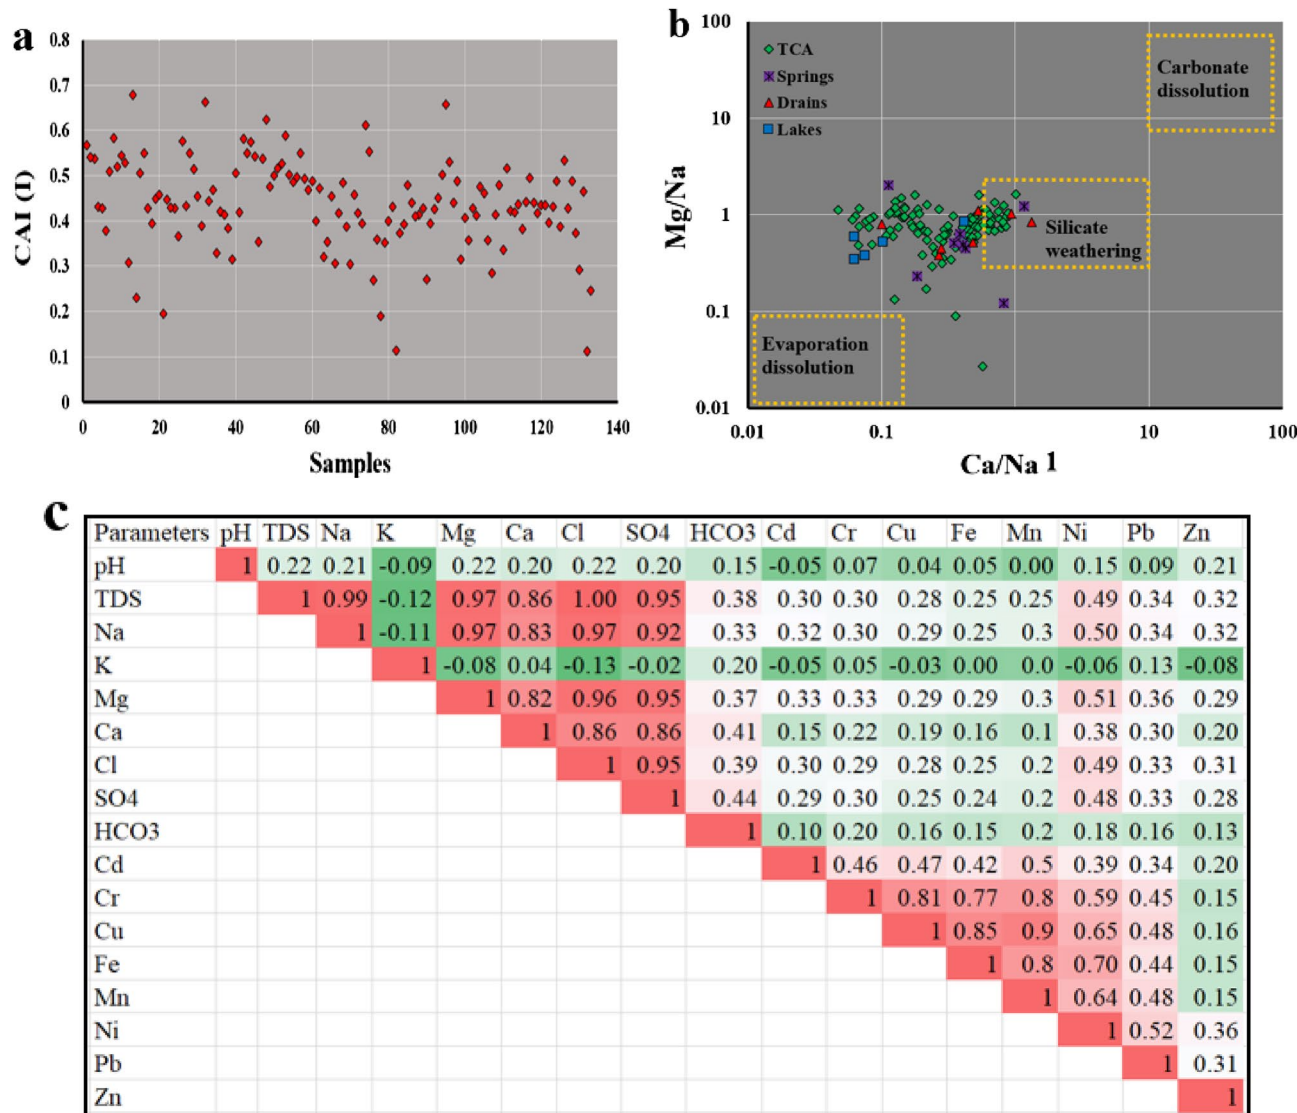 a
0.8
0.7
0.6
0.5
0.4
0.3
0.2
0.1
0
CAI (I)
0 20 40 60 80 100 120 140
Samples
b
100
10
1
0.1
0.01
Mg/Na
TCA
Springs
Drains
Lakes
Carbonate
dissolution
Silicate
weathering
Evaporation
dissolution
0.01 0.1 10 100
Ca/Na 1
c
Parameters pH TDS Na K Mg Ca Cl SO4 HCO3 Cd Cr Cu Fe Mn Ni Pb Zn
pH 1 0.22 0.21 -0.09 0.22 0.20 0.22 0.20 0.15 -0.05 0.07 0.04 0.05 0.00 0.15 0.09 0.21
TDS 1 0.99 -0.12 0.97 0.86 1.00 0.95 0.38 0.30 0.30 0.28 0.25 0.25 0.49 0.34 0.32
Na 1 -0.11 0.97 0.83 0.97 0.92 0.33 0.32 0.30 0.29 0.25 0.3 0.50 0.34 0.32
K 1 -0.08 0.04 -0.13 -0.02 0.20 -0.05 0.05 -0.03 0.00 0.0 -0.06 0.13 -0.08
Mg 1 0.82 0.96 0.95 0.37 0.33 0.33 0.29 0.29 0.3 0.51 0.36 0.29
Ca 1 0.86 0.86 0.41 0.15 0.22 0.19 0.16 0.1 0.38 0.30 0.20
Cl 1 0.95 0.39 0.30 0.29 0.28 0.25 0.2 0.49 0.33 0.31
SO4 1 0.44 0.29 0.30 0.25 0.24 0.2 0.48 0.33 0.28
HCO3 1 0.10 0.20 0.16 0.15 0.2 0.18 0.16 0.13
Cd 1 0.46 0.47 0.42 0.5 0.39 0.34 0.20
Cr 1 0.81 0.77 0.8 0.59 0.45 0.15
Cu 1 0.85 0.9 0.65 0.48 0.16
Fe 1 0.8 0.70 0.44 0.15
Mn 1 0.64 0.48 0.15
Ni 1 0.52 0.36
Pb 1 0.31
Zn 1